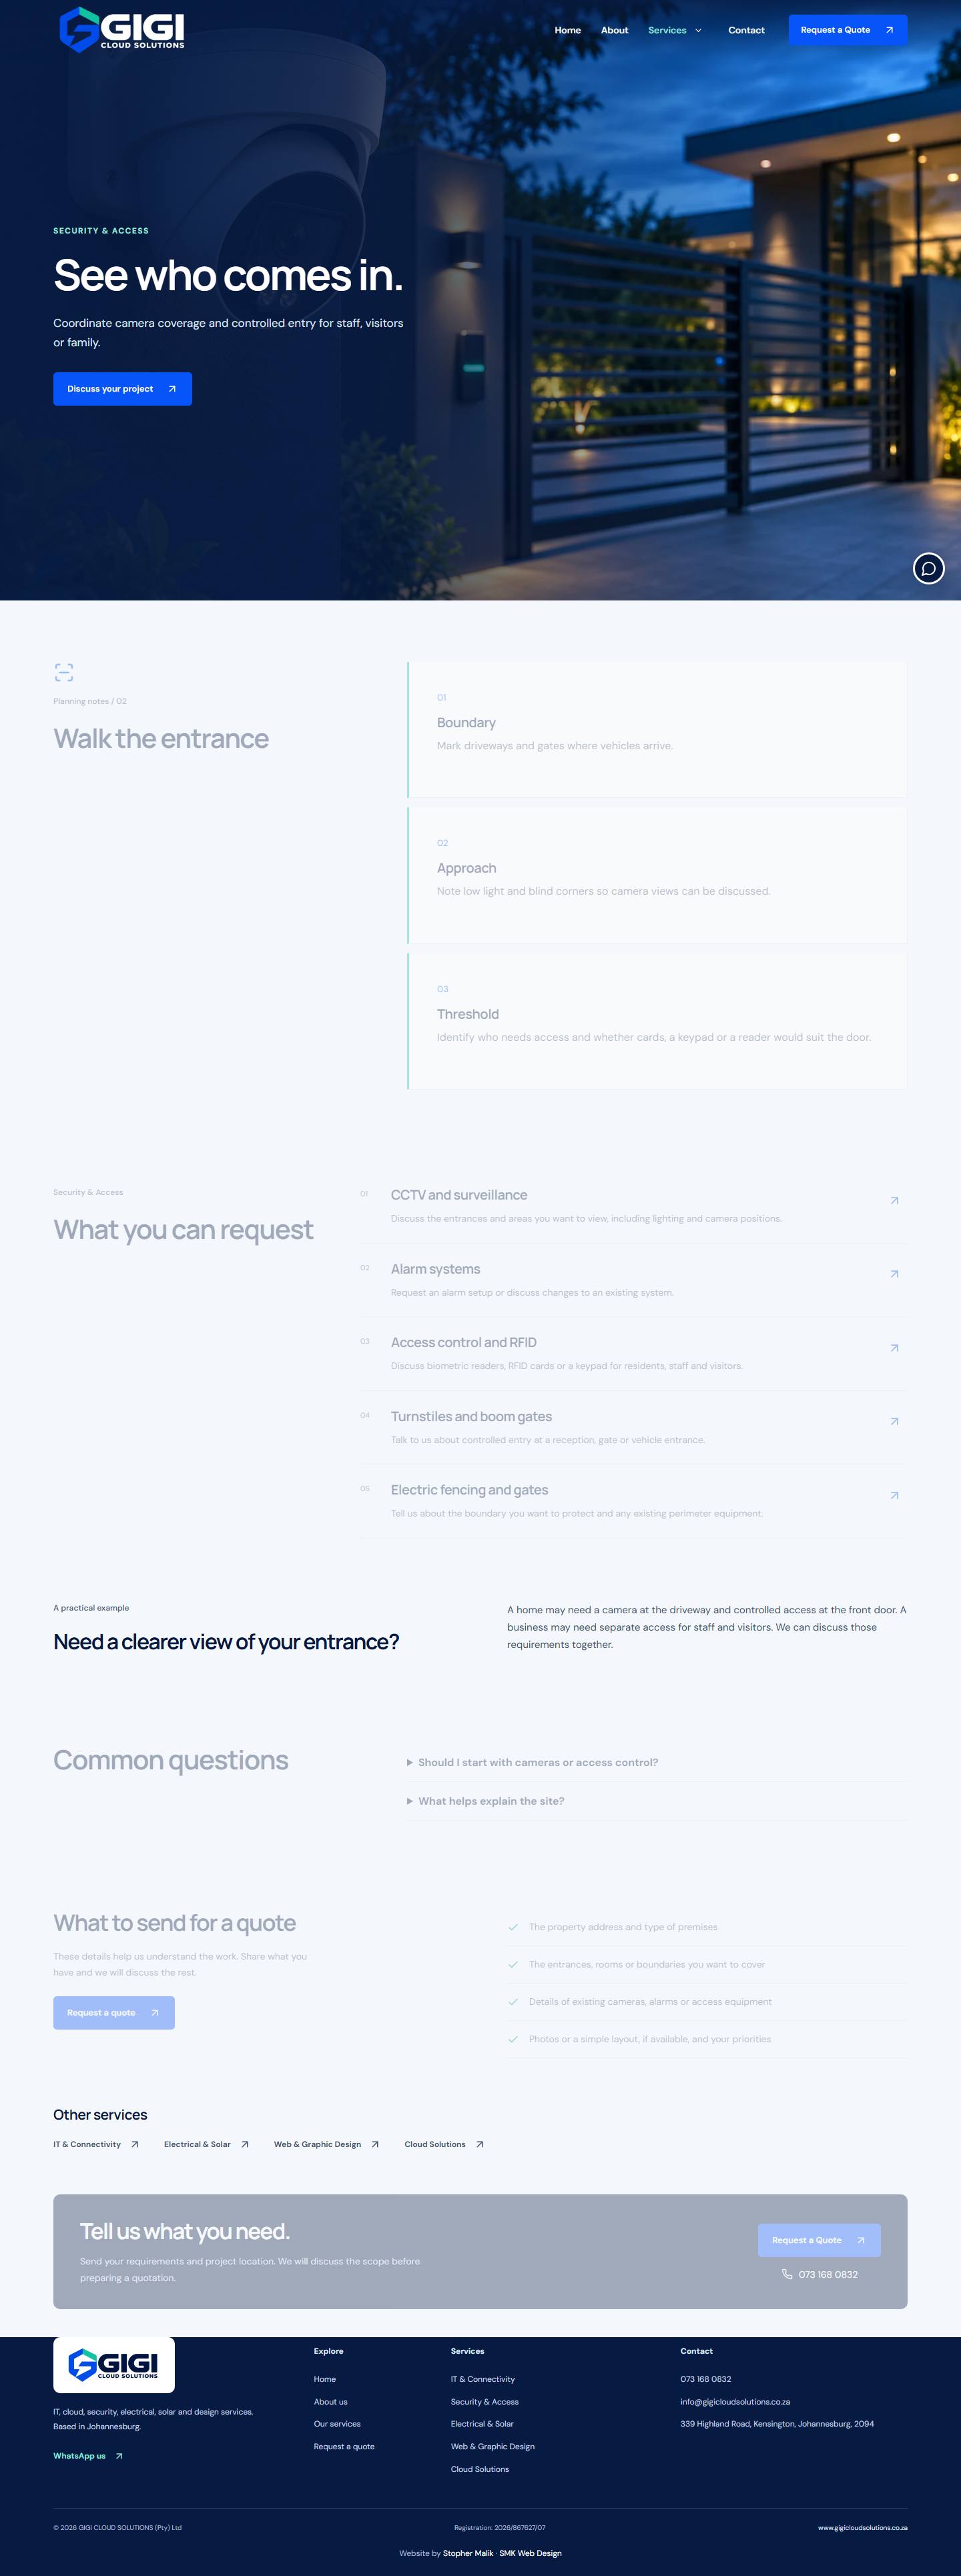 GIGI
CLOUD SOLUTIONS
Home
About
Services
Contact
Request a Quote
SECURITY & ACCESS
See who comes in.
Coordinate camera coverage and controlled entry for staff, visitors
or family.
Discuss your project
Planning notes / 02
Walk the entrance
01
Boundary
Mark driveways and gates where vehicles arrive.
02
Approach
Note low light and blind corners so camera views can be discussed.
03
Threshold
Identify who needs access and whether cards, a keypad or a reader would suit the door.
Security & Access
What you can request
01
CCTV and surveillance
Discuss the entrances and areas you want to view, including lighting and camera positions.
02
Alarm systems
Request an alarm setup or discuss changes to an existing system.
03
Access control and RFID
Discuss biometric readers, RFID cards or a keypad for residents, staff and visitors.
04
Turnstiles and boom gates
Talk to us about controlled entry at a reception, gate or vehicle entrance.
05
Electric fencing and gates
Tell us about the boundary you want to protect and any existing perimeter equipment.
A practical example
Need a clearer view of your entrance?
A home may need a camera at the driveway and controlled access at the front door. A
business may need separate access for staff and visitors. We can discuss those
requirements together.
Common questions
Should I start with cameras or access control?
What helps explain the site?
What to send for a quote
These details help us understand the work. Share what you
have and we will discuss the rest.
Request a quote
The property address and type of premises
The entrances, rooms or boundaries you want to cover
Details of existing cameras, alarms or access equipment
Photos or a simple layout, if available, and your priorities
Other services
IT & Connectivity
Electrical & Solar
Web & Graphic Design
Cloud Solutions
Tell us what you need.
Send your requirements and project location. We will discuss the scope before
preparing a quotation.
Request a Quote
073 168 0832
GIGI
CLOUD SOLUTIONS
IT, cloud, security, electrical, solar and design services.
Based in Johannesburg.
WhatsApp us
Explore
Home
About us
Our services
Request a quote
Services
IT & Connectivity
Security & Access
Electrical & Solar
Web & Graphic Design
Cloud Solutions
Contact
073 168 0832
info@gigicloudsolutions.co.za
339 Highland Road, Kensington, Johannesburg, 2094
© 2026 GIGI CLOUD SOLUTIONS (Pty) Ltd
Registration: 2026/867627/07
www.gigicloudsolutions.co.za
Website by Stopher Malik · SMK Web Design